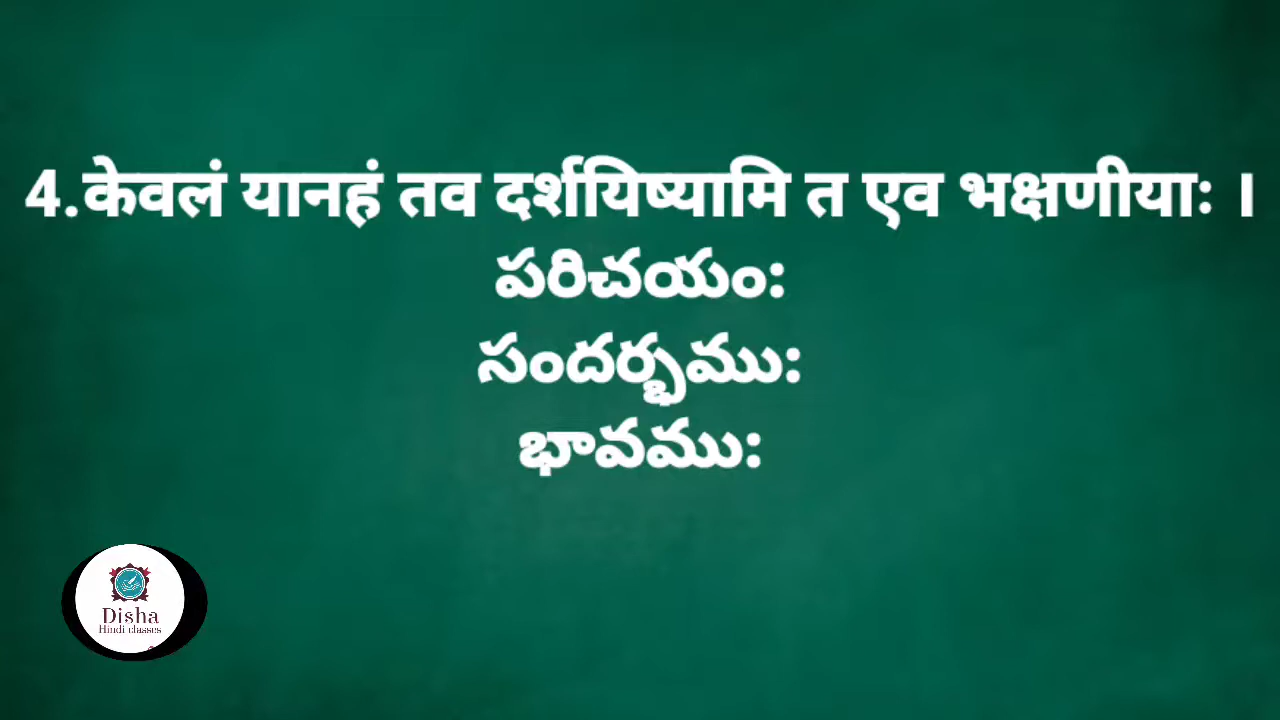 4.केवलं यानहं तव दर्शयिष्यामि त एव भक्षणीयाः ।
పరిచయం:
సందర్భము:
భావము:
Disha
Hindi classes